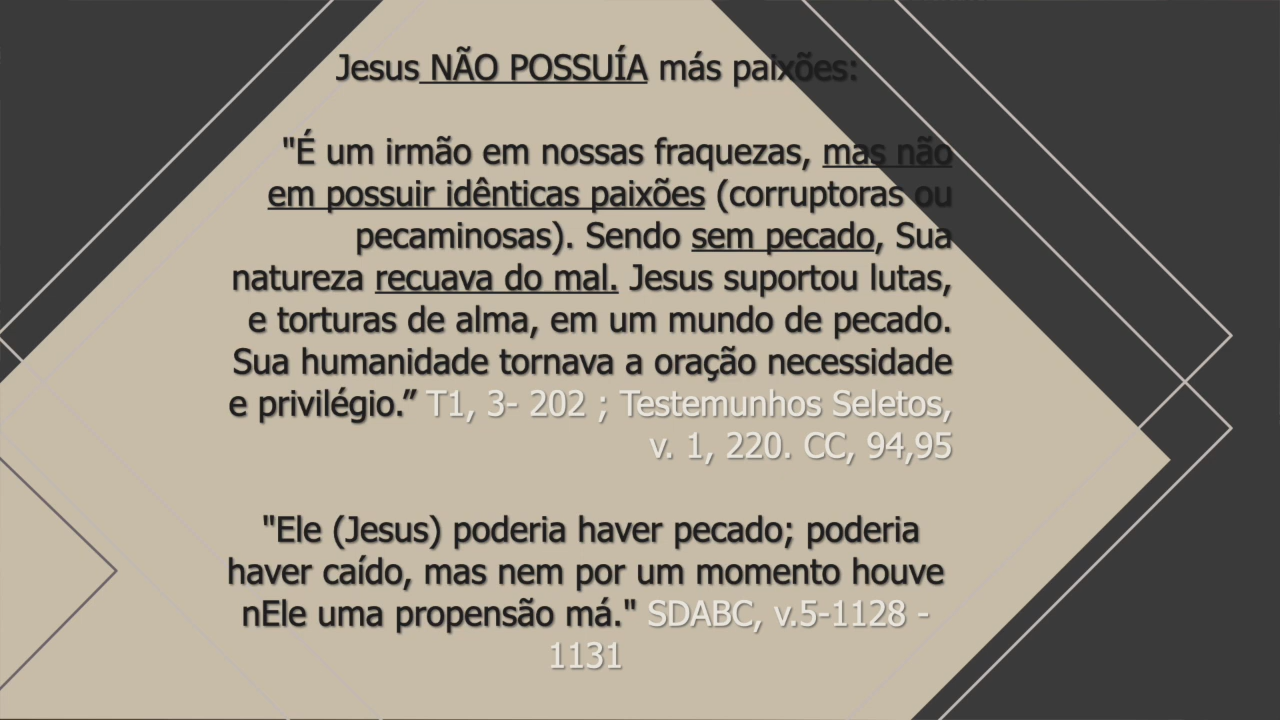 Jesus NÃO POSSUÍA más paixões:
"É um irmão em nossas fraquezas, mas não
em possuir idênticas paixões (corruptoras ou
pecaminosas). Sendo sem pecado, Sua
natureza recuava do mal. Jesus suportou lutas,
e torturas de alma, em um mundo de pecado.
Sua humanidade tornava a oração necessidade
e privilégio.” T1, 3- 202 ; Testemunhos Seletos,
v. 1, 220. CC, 94,95
"Ele (Jesus) poderia haver pecado; poderia
haver caído, mas nem por um momento houve
nEle uma propensão má." SDABC, v.5-1128 -
1131